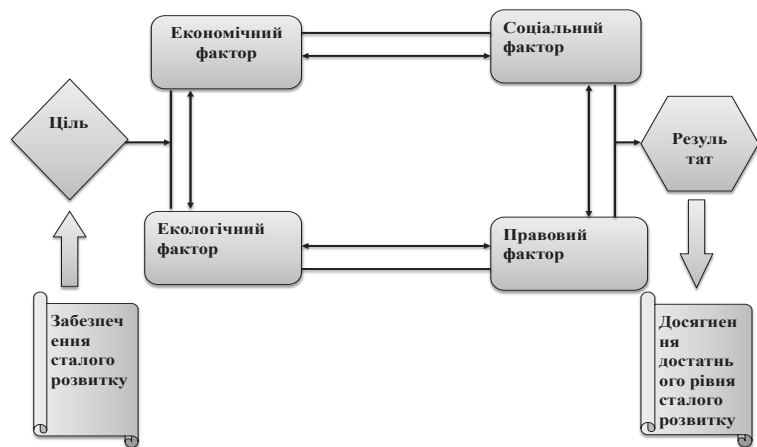 Економічний
фактор
Соціальний
фактор
Ціль
Резуль
тат
Екологічний
фактор
Правовий
фактор
Забезпеч
ення
сталого
розвитку
Досягнен
ня
достатнь
ого рівня
сталого
розвитку